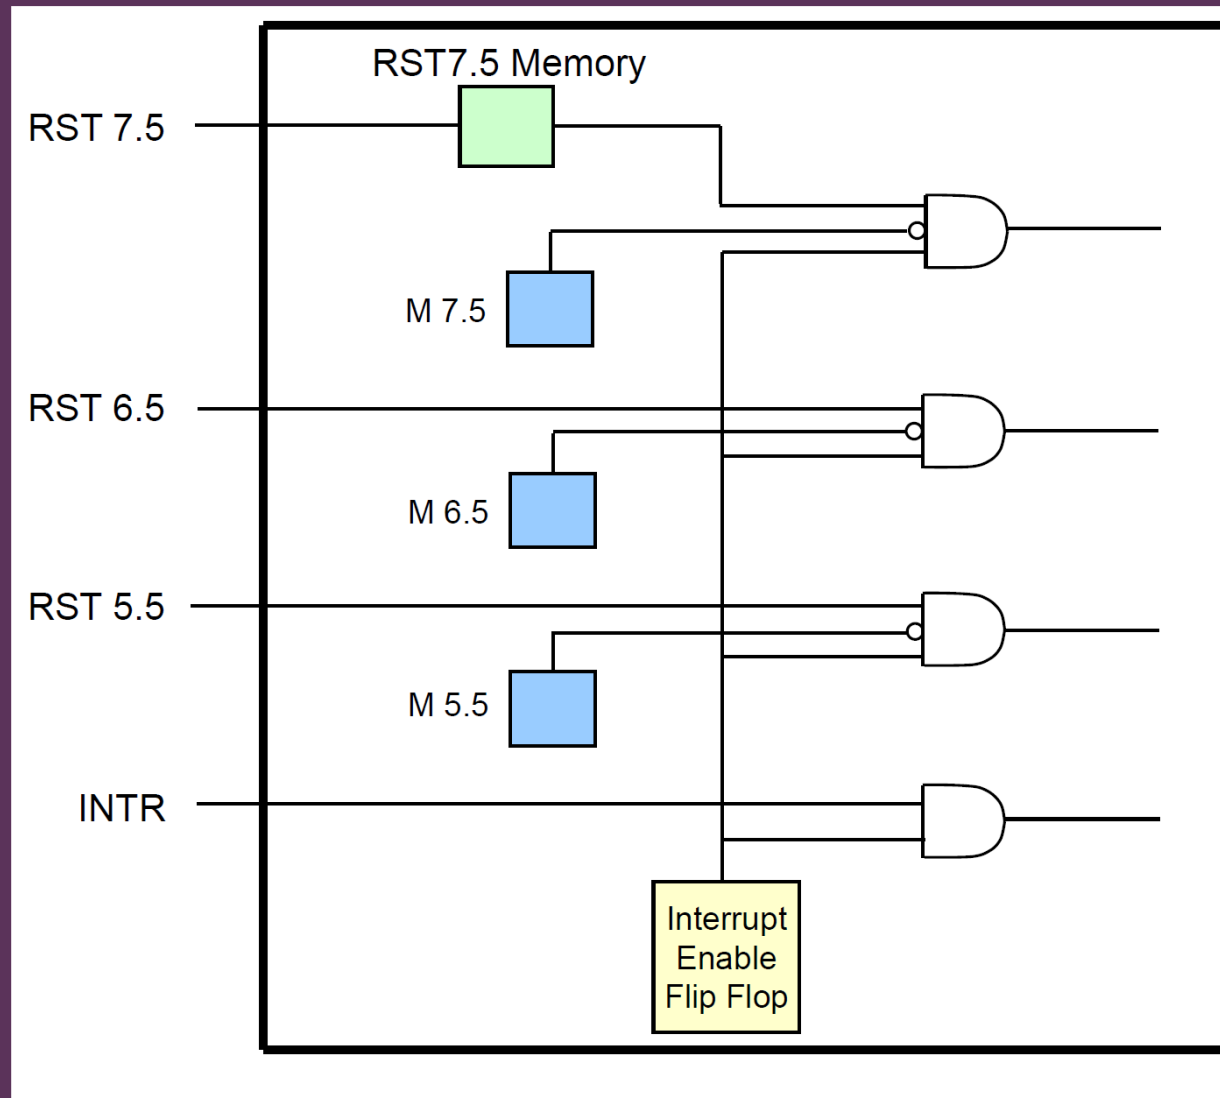 RST7.5 Memory
RST 7.5
M 7.5
RST 6.5
M 6.5
RST 5.5
M 5.5
INTR
Interrupt
Enable
Flip Flop